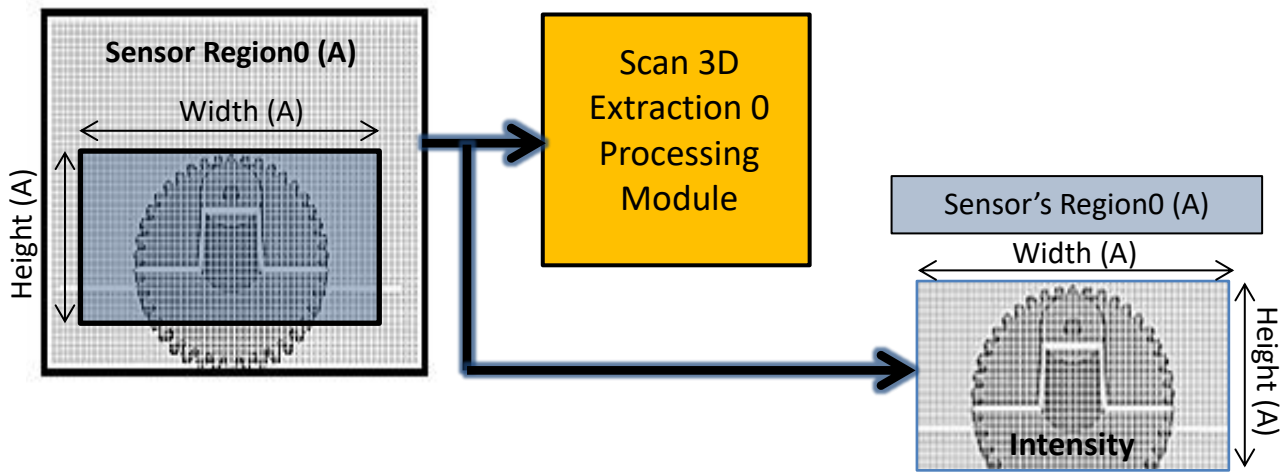 Sensor Region0 (A)
Width (A)
Height (A)
Scan 3D
Extraction 0
Processing
Module
Sensor's Region0 (A)
Width (A)
Height (A)
Intensity